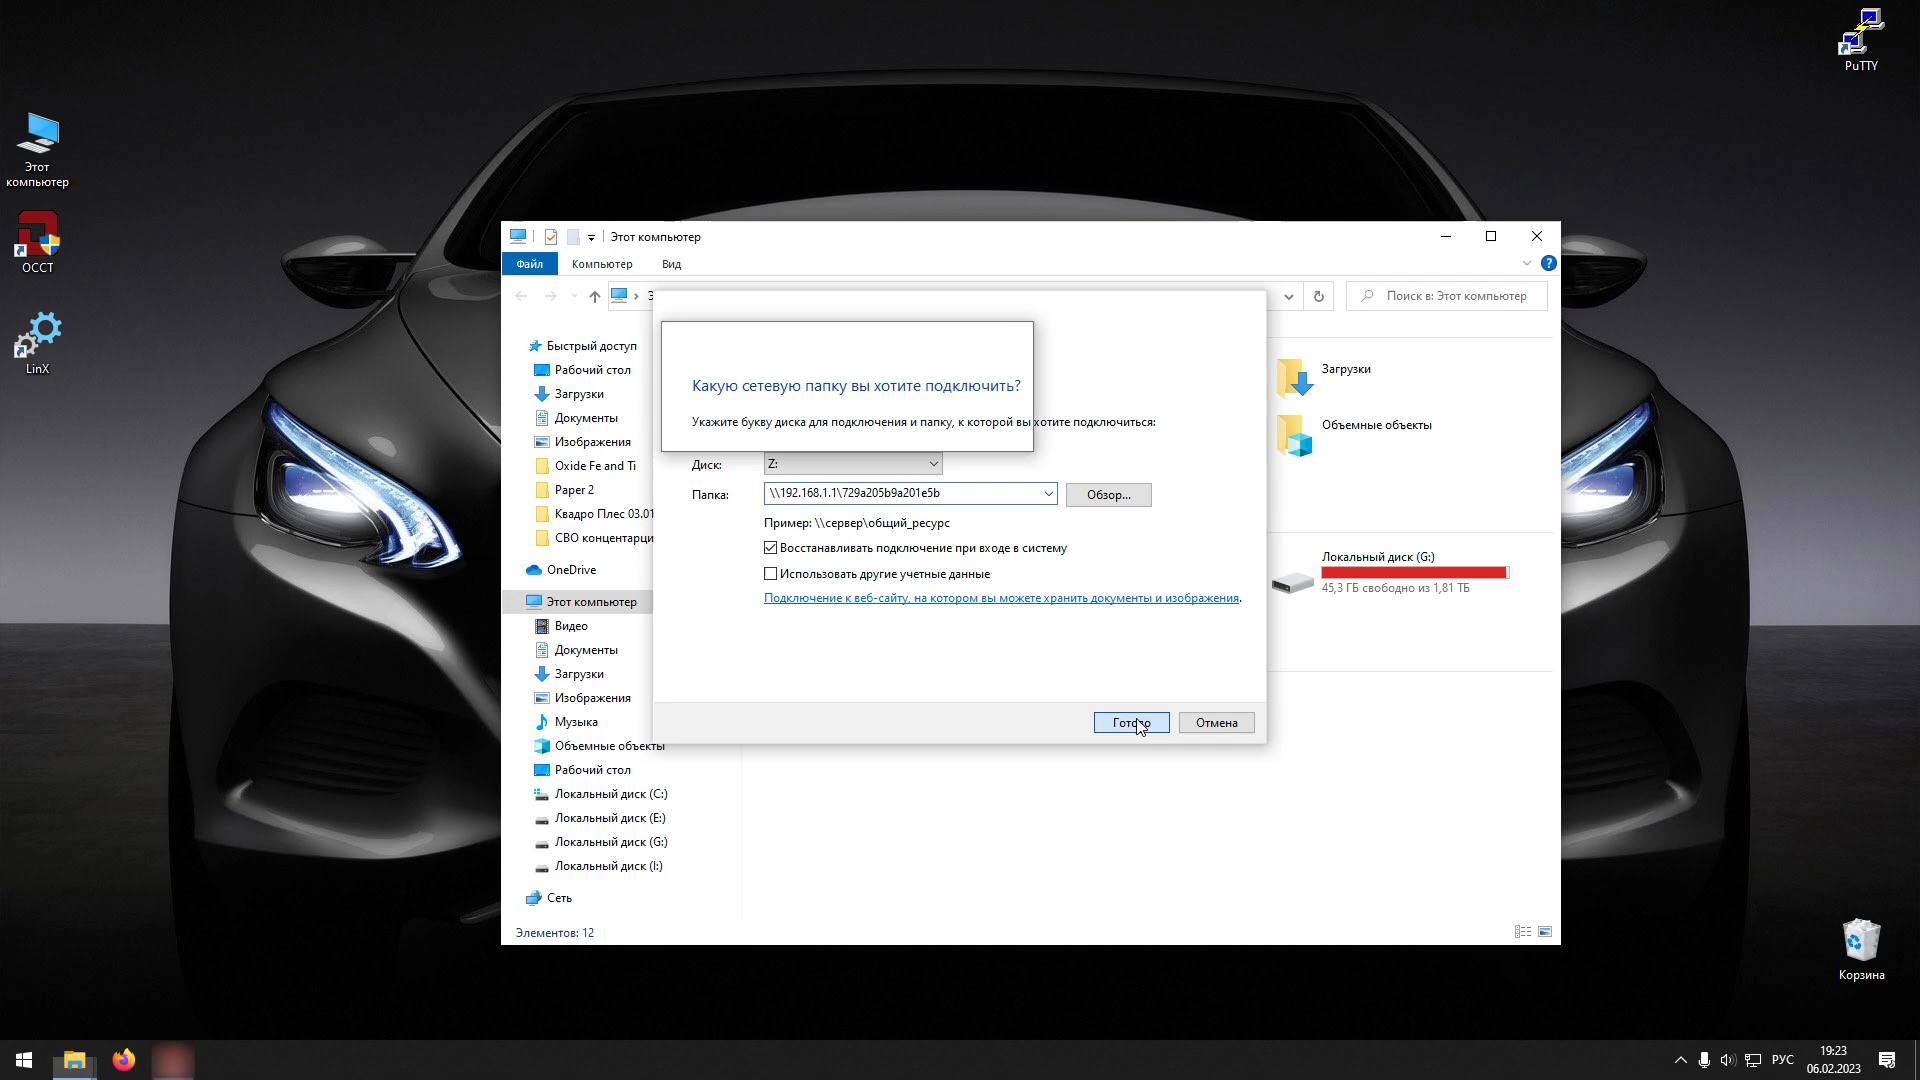 PuTTY
Этот
компьютер
OCCT
LinX
Этот компьютер
Файл
Компьютер
Вид
Поиск в: Этот компьютер
Быстрый доступ
Рабочий стол
Загрузки
Документы
Изображения
Oxide Fe and Ti
Paper 2
Квадро Плес 03.01
СВО концентраци
OneDrive
Этот компьютер
Видео
Документы
Загрузки
Изображения
Музыка
Объемные объекты
Рабочий стол
Локальный диск (C:)
Локальный диск (E:)
Локальный диск (G:)
Локальный диск (I:)
Сеть
Элементов: 12
Какую сетевую папку вы хотите подключить?
Укажите букву диска для подключения и папку, к которой вы хотите подключиться:
Диск:
Z:
Папка:
\\192.168.1.1\729a205b9a201e5b
Обзор...
Пример: \\сервер\общий_ресурс
Восстанавливать подключение при входе в систему
Использовать другие учетные данные
Подключение к веб-сайту, на котором вы можете хранить документы и изображения.
Готово
Отмена
Загрузки
Объемные объекты
Локальный диск (G:)
45,3 ГБ свободно из 1,81 ТБ
Корзина
РУС
19:23
06.02.2023